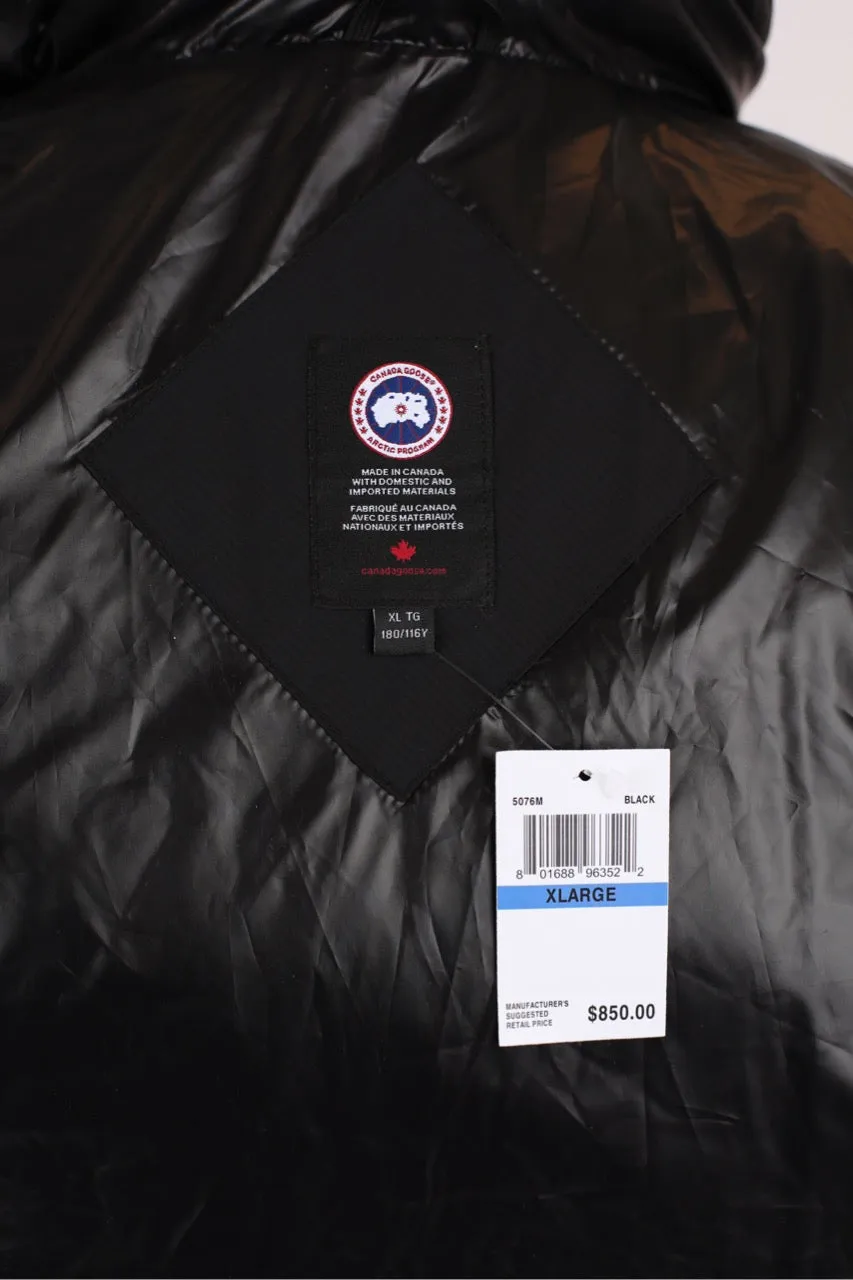 CANADA GOOSE®
ARCTIC PROGRAM
MADE IN CANADA
WITH DOMESTIC AND
IMPORTED MATERIALS
FABRIQUÉ AU CANADA
AVEC DES MATERIAUX
NATIONAUX ET IMPORTÉS
canadagoose.com
XL TG
180/116Y
5076M BLACK
8 01688 96352 2
XLARGE
MANUFACTURER'S
SUGGESTED
RETAIL PRICE
$850.00